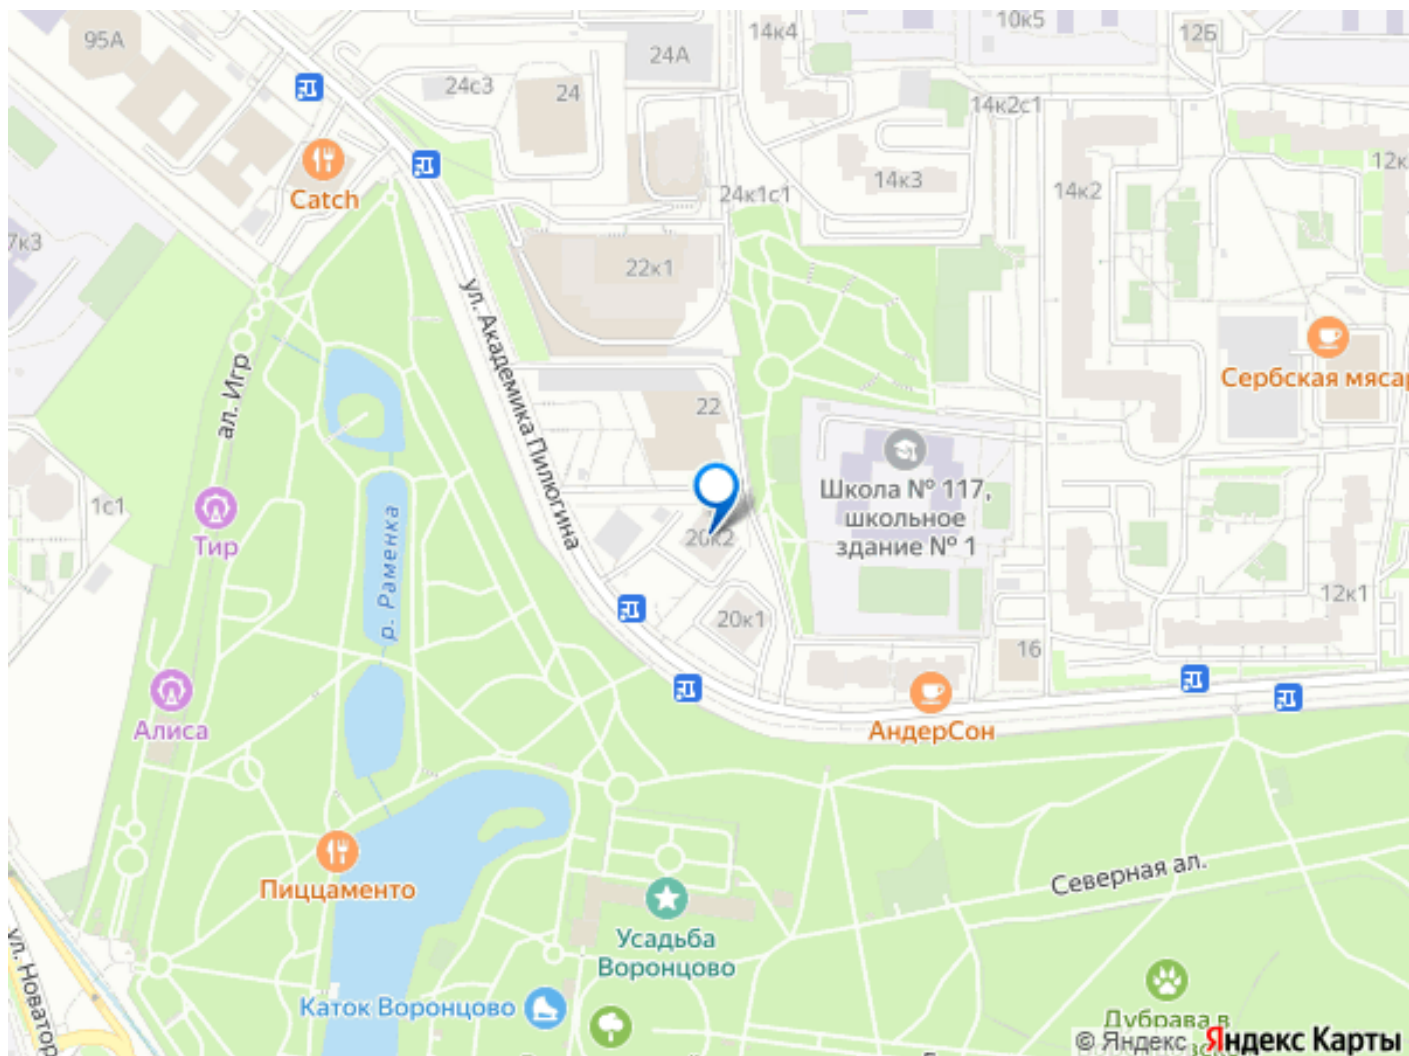 95А
24с3
24
24А
14к4
10к5
12Б
14к2с1
Catch
24к1с1
14к3
14к2
7к3
22к1
ул. Академика Пилюгина
ал. Игр
22
Сербская мясар
Школа № 117,
школьное
здание № 1
1с1
Тир
р. Раменка
20к2
20к1
12к1
16
Алиса
АндерСон
Пиццаменто
Северная ал.
Усадьба
Воронцово
Каток Воронцово
Дубрава в
ул. Новатор
© Яндекс
Яндекс Карты